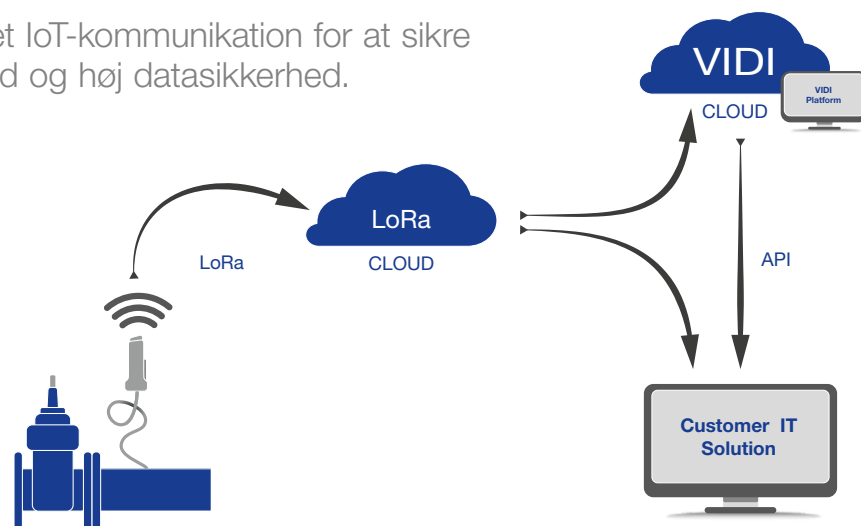 et IoT-kommunikation for at sikre
d og høj datasikkerhed.
VIDI
CLOUD
VIDI
Platform
LoRa
CLOUD
LoRa
API
Customer IT
Solution